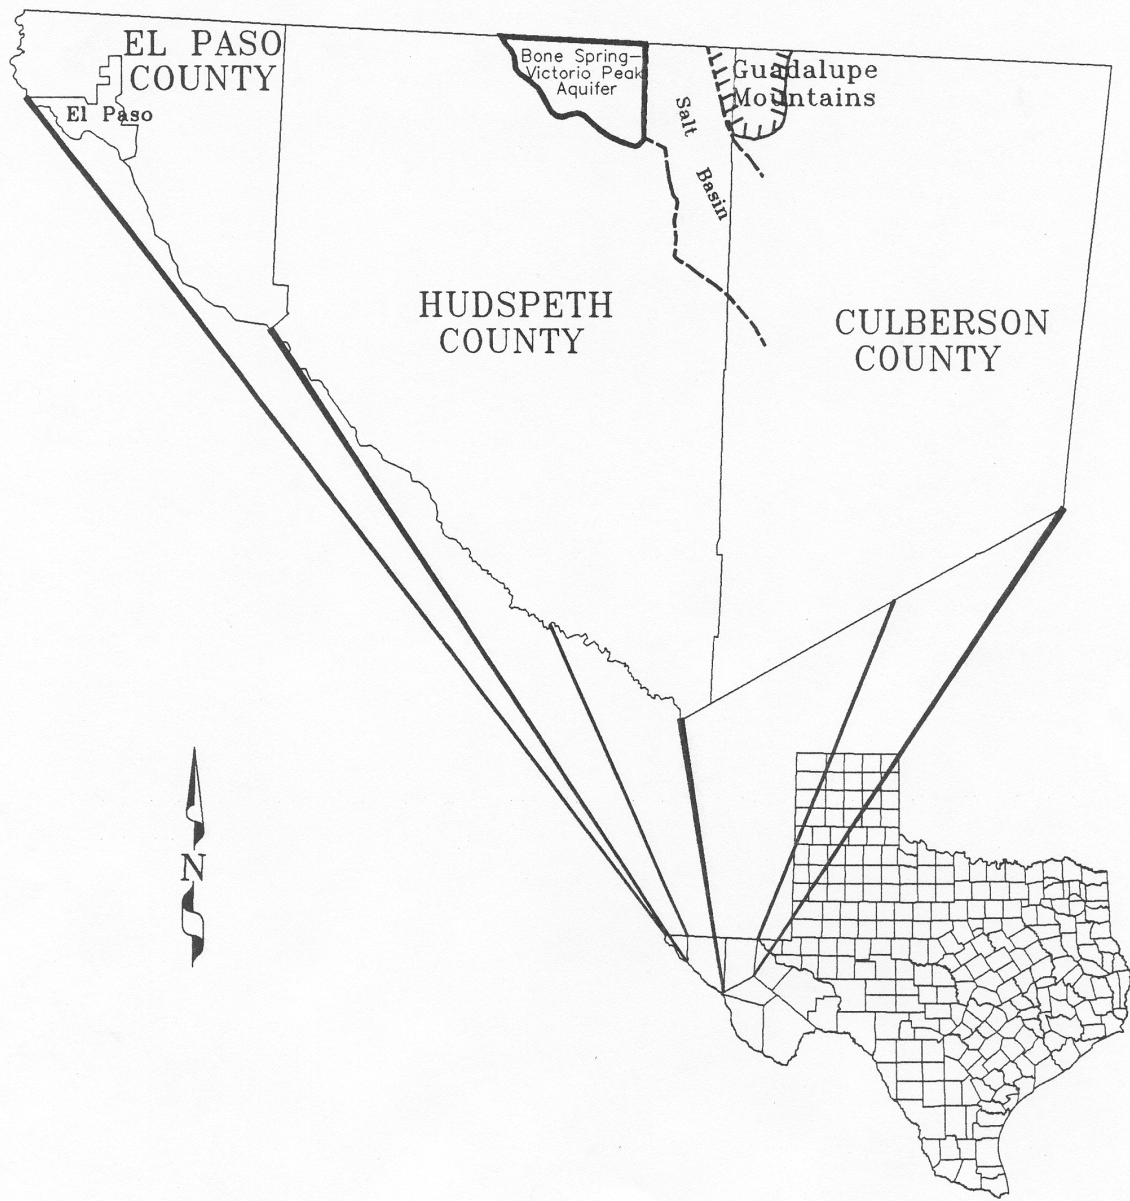 EL PASO
COUNTY
El Paso
Bone Spring—
Victorio Peak
Aquifer
Guadalupe
Mountains
Salt
Basin
HUDSPETH
COUNTY
CULBERSON
COUNTY
N